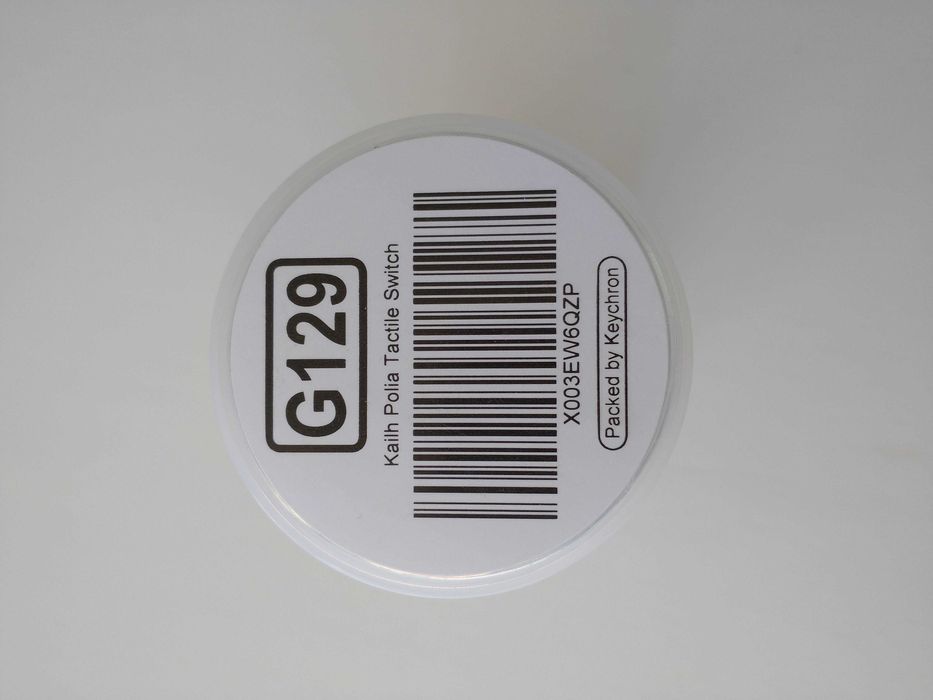 G129
Kailh Polia Tactile Switch
X003EW6QZP
Packed by Keychron